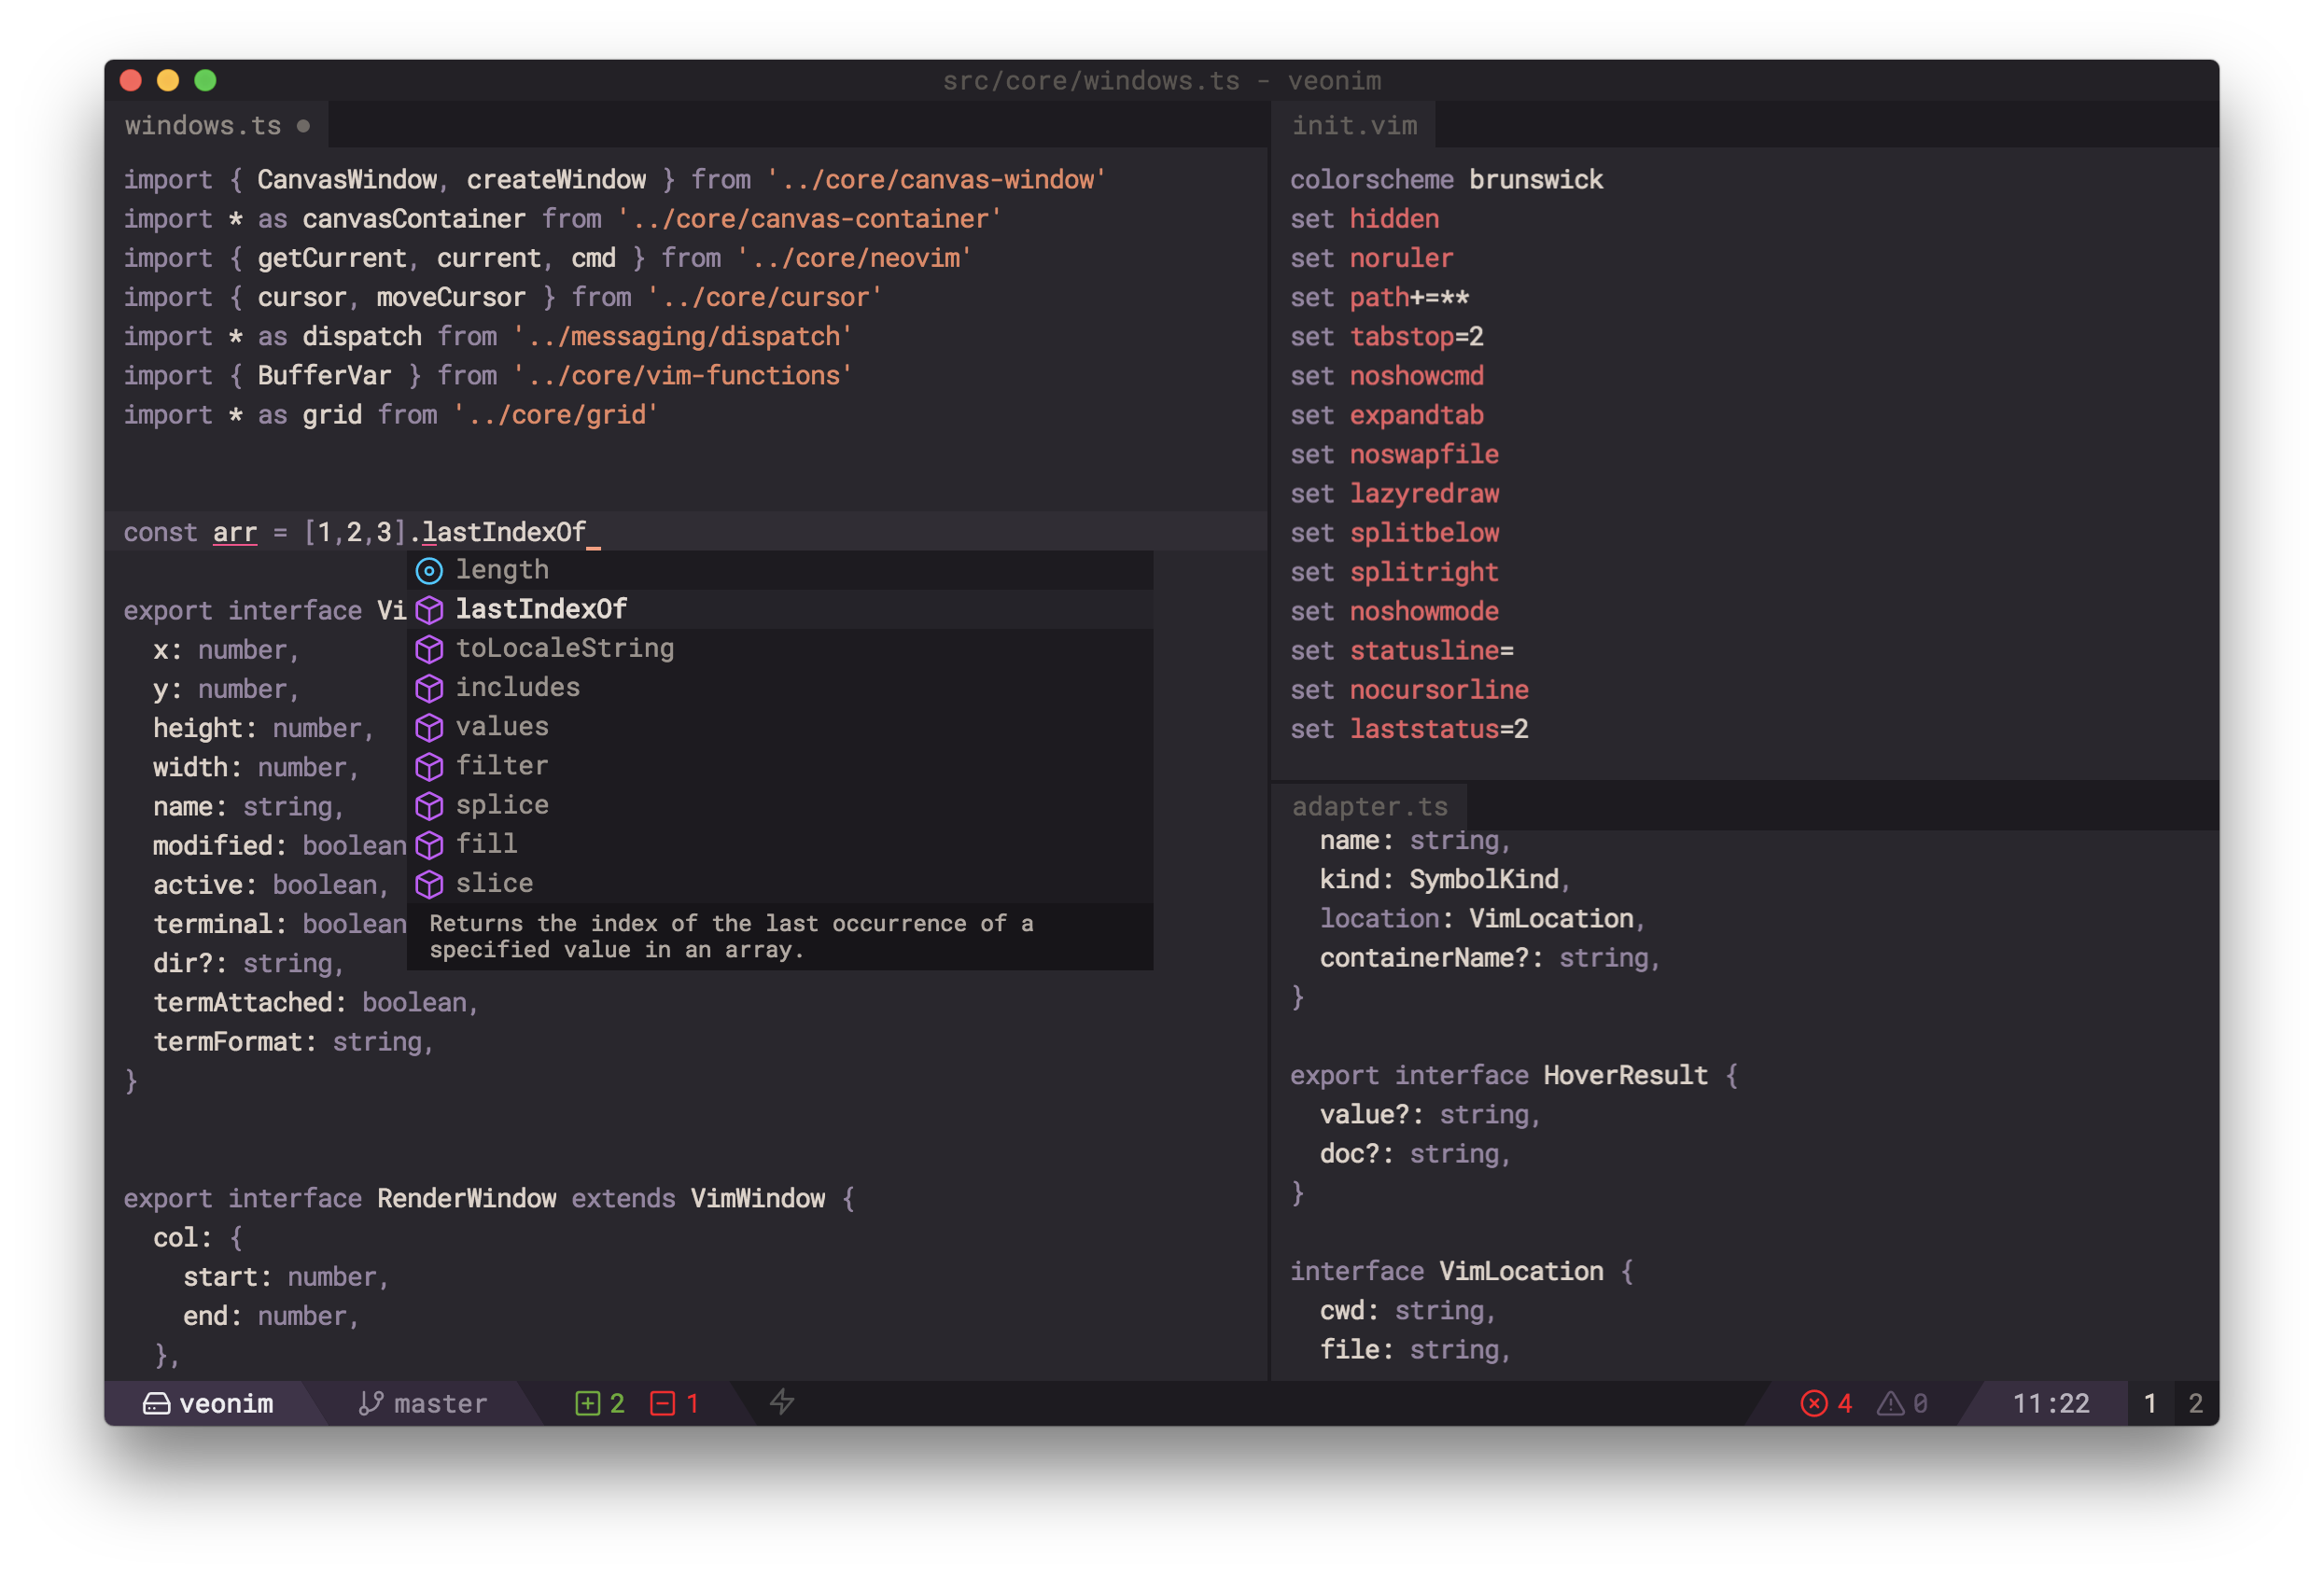 src/core/windows.ts - veonim
windows.ts
import { CanvasWindow, createWindow } from '../core/canvas-window'
import * as canvasContainer from '../core/canvas-container'
import { getCurrent, current, cmd } from '../core/neovim'
import { cursor, moveCursor } from '../core/cursor'
import * as dispatch from '../messaging/dispatch'
import { BufferVar } from '../core/vim-functions'
import * as grid from '../core/grid'
const arr = [1,2,3].lastIndexOf_
length
lastIndexOf
toLocaleString
includes
values
filter
splice
fill
slice
Returns the index of the last occurrence of a
specified value in an array.
export interface Vi
x: number,
y: number,
height: number,
width: number,
name: string,
modified: boolean
active: boolean,
terminal: boolean
dir?: string,
termAttached: boolean,
termFormat: string,
}
export interface RenderWindow extends VimWindow {
col: {
start: number,
end: number,
},
init.vim
colorscheme brunswick
set hidden
set noruler
set path+=**
set tabstop=2
set noshowcmd
set expandtab
set noswapfile
set lazyredraw
set splitbelow
set splitright
set noshowmode
set statusline=
set nocursorline
set laststatus=2
adapter.ts
name: string,
kind: SymbolKind,
location: VimLocation,
containerName?: string,
}
export interface HoverResult {
value?: string,
doc?: string,
}
interface VimLocation {
cwd: string,
file: string,
veonim master 2 1 4 0 11:22 1 2